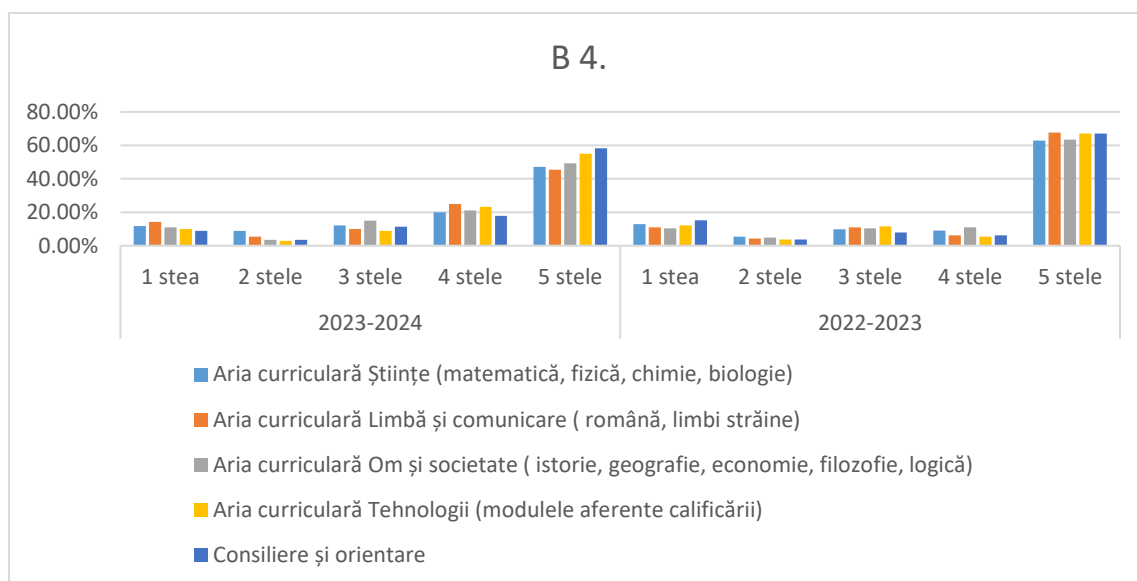 B 4.
80.00%
60.00%
40.00%
20.00%
0.00%
1 stea 2 stele 3 stele 4 stele 5 stele 1 stea 2 stele 3 stele 4 stele 5 stele
2023-2024 2022-2023
Aria curriculară Științe (matematică, fizică, chimie, biologie)
Aria curriculară Limbă și comunicare ( română, limbi străine)
Aria curriculară Om și societate ( istorie, geografie, economie, filozofie, logică)
Aria curriculară Tehnologii (modulele aferente calificării)
Consiliere și orientare